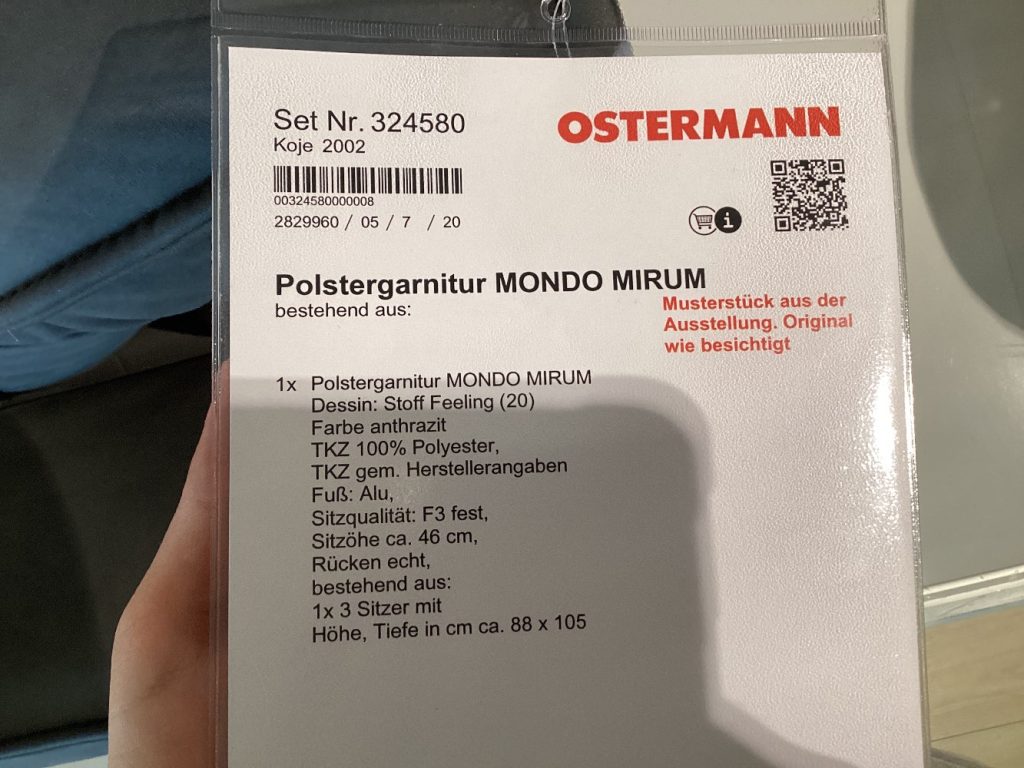 Set Nr. 324580
Koje 2002
OSTERMANN
00324580000008
2829960 / 05 / 7 / 20
i
Polstergarnitur MONDO MIRUM
bestehend aus:
Musterstück aus der
Ausstellung. Original
wie besichtigt
1x Polstergarnitur MONDO MIRUM
Dessin: Stoff Feeling (20)
Farbe anthrazit
TKZ 100% Polyester,
TKZ gem. Herstellerangaben
Fuß: Alu,
Sitzqualität: F3 fest,
Sitzöhe ca. 46 cm,
Rücken echt,
bestehend aus:
1x 3 Sitzer mit
Höhe, Tiefe in cm ca. 88 x 105